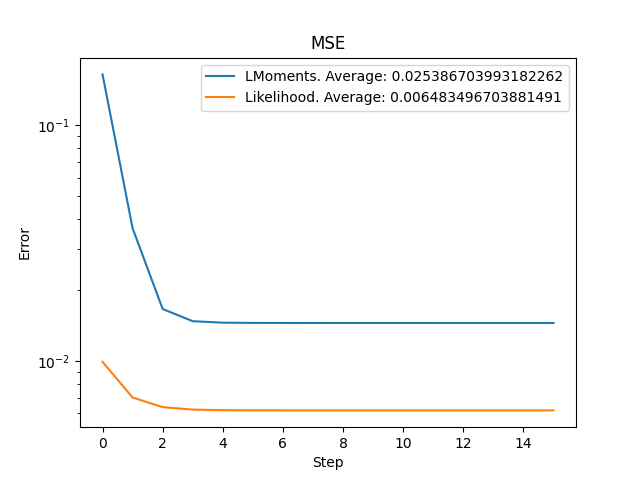 MSE
LMoments. Average: 0.025386703993182262
Likelihood. Average: 0.006483496703881491
10⁻¹
10⁻²
Error
0 2 4 6 8 10 12 14
Step